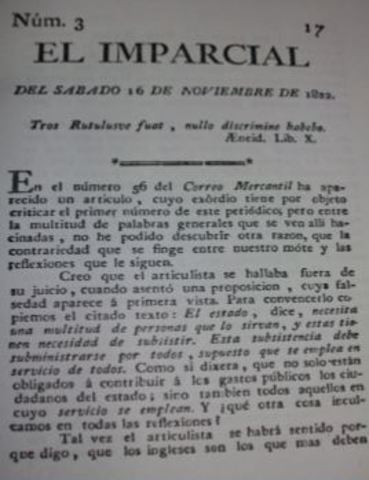 Núm. 3 17
EL IMPARCIAL
DEL SABADO 16 DE NOVIEMBRE DE 1822.
Tros Rutulusve fuat, nullo discrimine habebo.
Æneid. Lib. X.
En el número 56 del Correo Mercantil ha apa-
recido un artículo, cuyo exôrdio tiene por objeto
criticar el primer número de este periódico; pero entre
la multitud de palabras generales que se ven allí ha-
cinadas, no he podido descubrir otra razon, que la
contrariedad que se finge entre nuestro móte y las
reflexiones que le siguen.
Creo que el articulista se hallaba fuera de
su juicio, cuando asentó una proposicion, cuya fal-
sedad aparece á primera vista. Para convencerlo co-
piemos el citado texto: El estado, dice, necesita
una multitud de personas que lo sirvan, y estas tie-
nen necesidad de subsistir. Esta subsistencia debe
subministrarse por todos, supuesto que se emplea en
servicio de todos. Como si dixera, que no solo están
obligados á contribuir á los gastos públicos los ciu-
dadanos del estado; sino tambien todos aquellos en
cuyo servicio se emplean. Y ¿qué otra cosa incul-
camos en todas las reflexiones?
Tal vez el articulista se habrá sentido por-
que digo, que los ingleses son los que mas deben